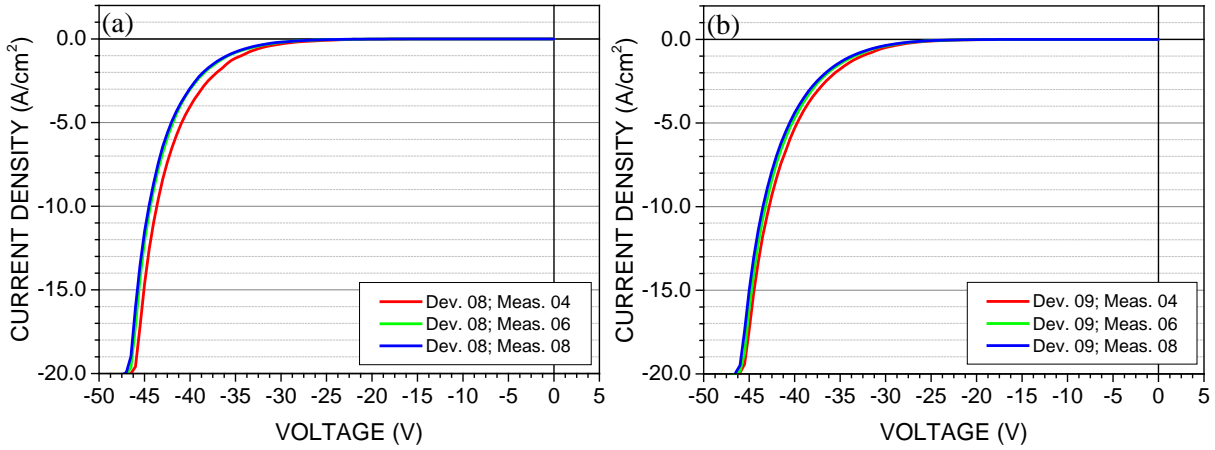 (a)
CURRENT DENSITY (A/cm²)
0.0
-5.0
-10.0
-15.0
-20.0
-50 -45 -40 -35 -30 -25 -20 -15 -10 -5 0 5
VOLTAGE (V)
Dev. 08; Meas. 04
Dev. 08; Meas. 06
Dev. 08; Meas. 08
(b)
CURRENT DENSITY (A/cm²)
0.0
-5.0
-10.0
-15.0
-20.0
-50 -45 -40 -35 -30 -25 -20 -15 -10 -5 0 5
VOLTAGE (V)
Dev. 09; Meas. 04
Dev. 09; Meas. 06
Dev. 09; Meas. 08